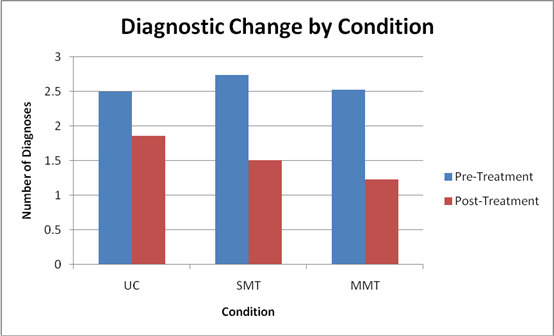 Diagnostic Change by Condition
Number of Diagnoses
3
2.5
2
1.5
1
0.5
0
UC
SMT
MMT
Condition
Pre-Treatment
Post-Treatment